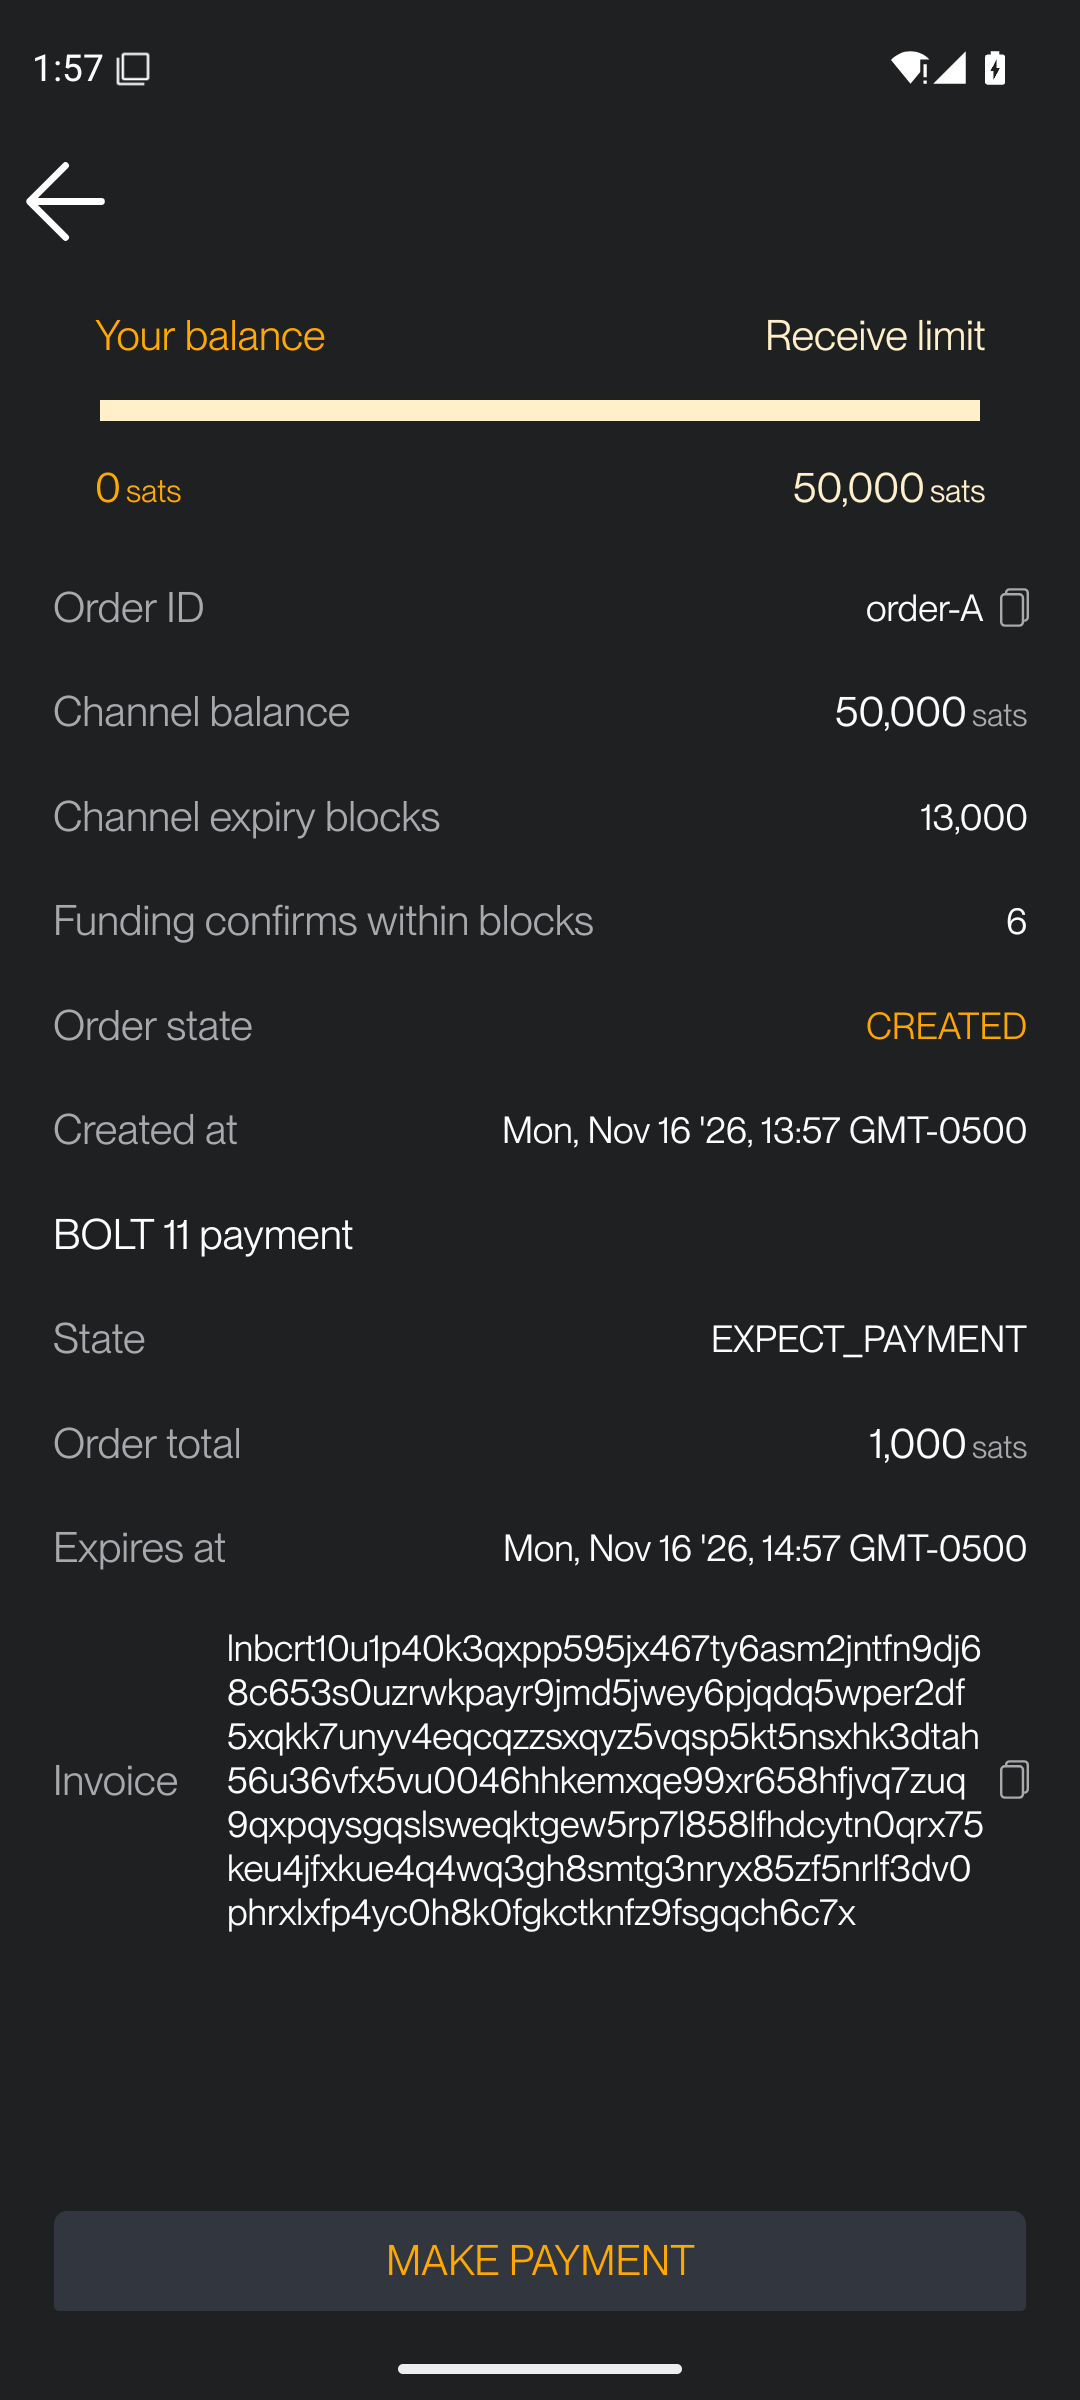 1:57
Your balance Receive limit
0 sats 50,000 sats
Order ID order-A
Channel balance 50,000 sats
Channel expiry blocks 13,000
Funding confirms within blocks 6
Order state CREATED
Created at Mon, Nov 16 '26, 13:57 GMT-0500
BOLT 11 payment
State EXPECT_PAYMENT
Order total 1,000 sats
Expires at Mon, Nov 16 '26, 14:57 GMT-0500
Invoice
lnbcrt10u1p40k3qxpp595jx467ty6asm2jntfn9dj6
8c653s0uzrwkpayr9jmd5jwey6pjqdq5wper2df
5xqkk7unyv4eqcqzzsxqyz5vqsp5kt5nsxhk3dtah
56u36vfx5vu0046hhkemxqe99xr658hfjvq7zuq
9qxpqysgqslsweqktgew5rp7l858lfhdcytn0qrx75
keu4jfxkue4q4wq3gh8smtg3nryx85zf5nrlf3dv0
phrxlxfp4yc0h8k0fgkctknfz9fsgqch6c7x
MAKE PAYMENT